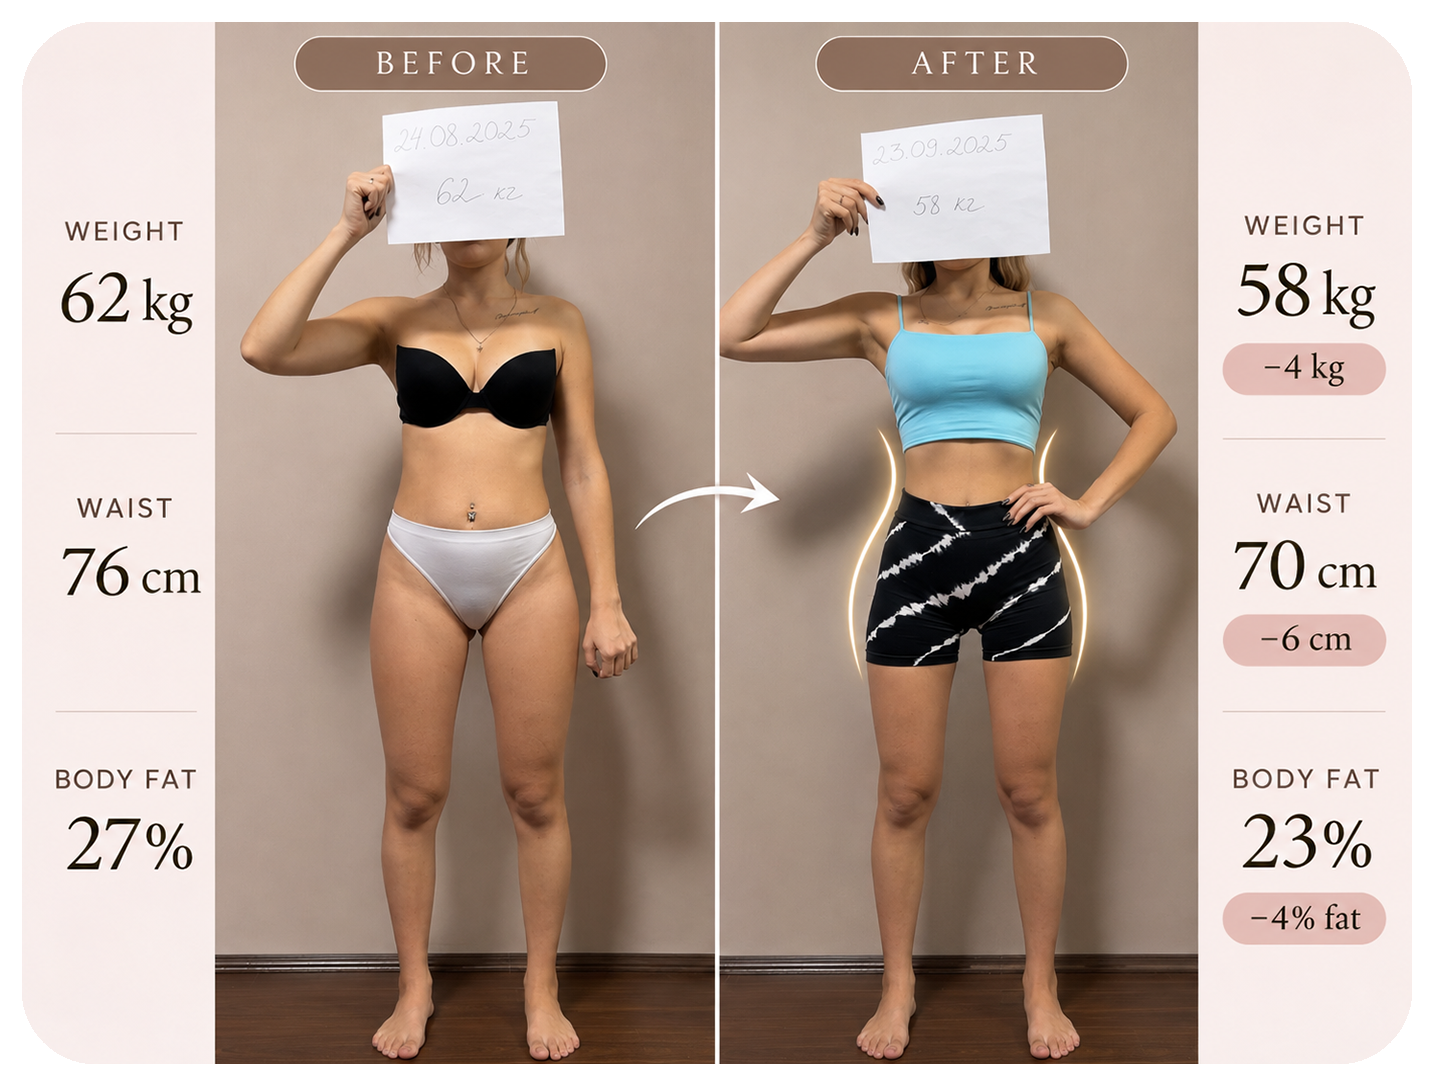 BEFORE
24.08.2025
62 кг
WEIGHT
62 kg
WAIST
76 cm
BODY FAT
27%
AFTER
23.09.2025
58 кг
WEIGHT
58 kg
−4 kg
WAIST
70 cm
−6 cm
BODY FAT
23%
−4% fat